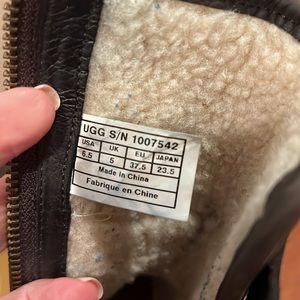 UGG S/N 1007542
USA UK EU JAPAN
6.5 5 37.5 23.5
Made in China
Fabriqué en Chine